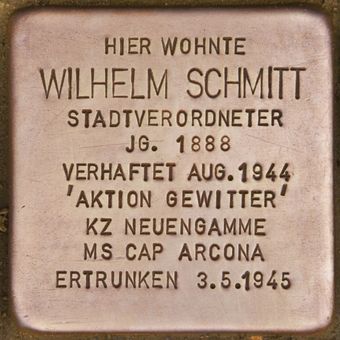 HIER WOHNTE
WILHELM SCHMITT
STADTVERORDNETER
JG. 1888
VERHAFTET AUG.1944
'AKTION GEWITTER'
KZ NEUENGAMME
MS CAP ARCONA
ERTRUNKEN 3.5.1945